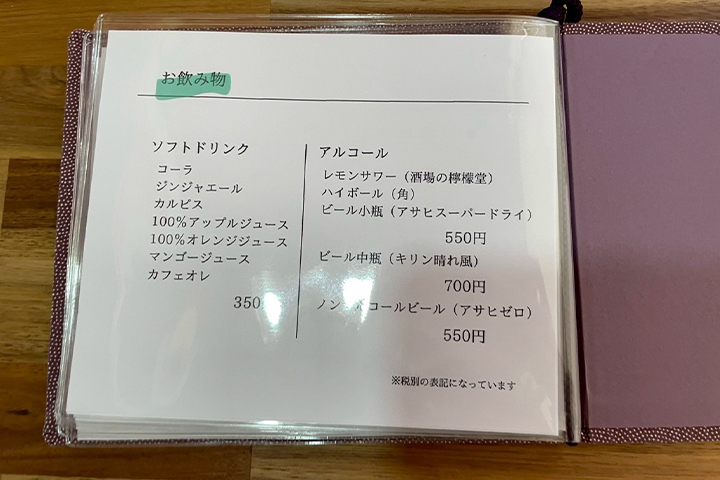 お飲み物
ソフトドリンク
コーラ
ジンジャエール
カルピス
100%アップルジュース
100%オレンジジュース
マンゴージュース
カフェオレ
350
アルコール
レモンサワー（酒場の檸檬堂）
ハイボール（角）
ビール小瓶（アサヒスーパードライ）
550円
ビール中瓶（キリン晴れ風）
700円
ノンアルコールビール（アサヒゼロ）
550円
※税別の表記になっています